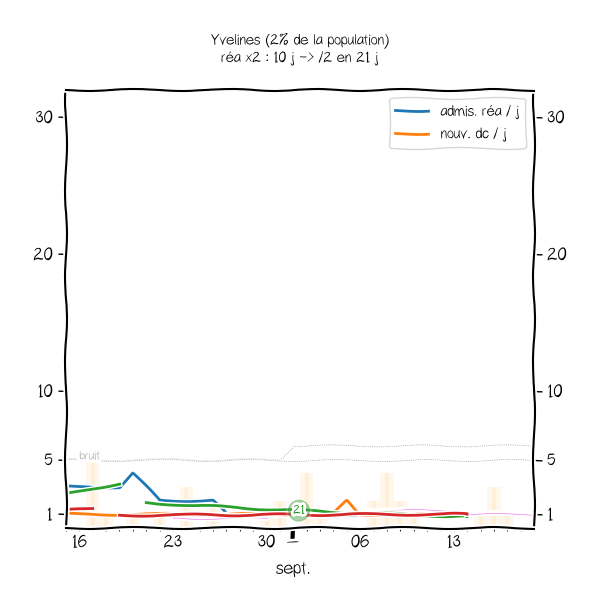 Yvelines (2% de la population)
réa x2 : 10 j -> /2 en 21 j
admis. réa / j
nouv. dc / j
30 30
20 20
10 10
bruit
5 5
21
1 1
16 23 30 06 13
sept.